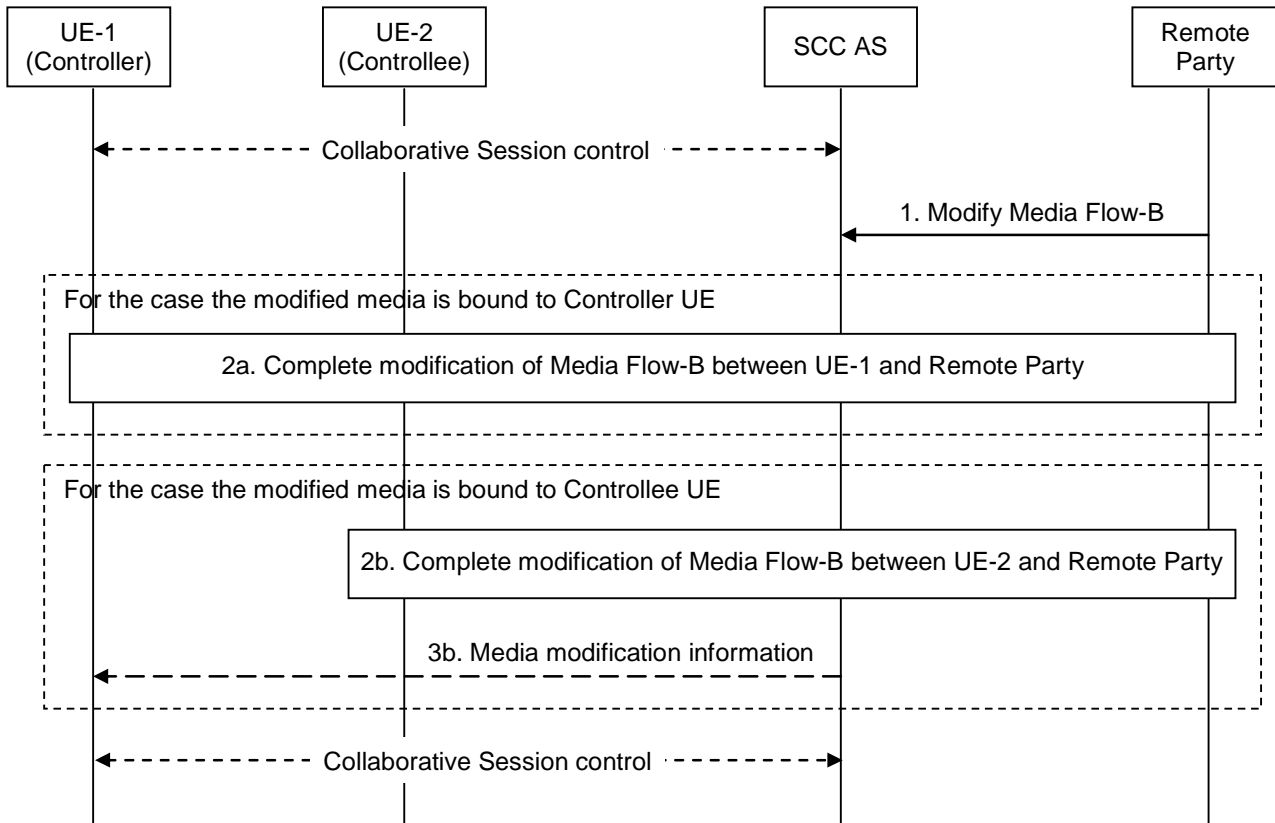 UE-1
(Controller)
UE-2
(Controllee)
SCC AS
Remote
Party
Collaborative Session control
1. Modify Media Flow-B
For the case the modified media is bound to Controller UE
2a. Complete modification of Media Flow-B between UE-1 and Remote Party
For the case the modified media is bound to Controllee UE
2b. Complete modification of Media Flow-B between UE-2 and Remote Party
3b. Media modification information
Collaborative Session control